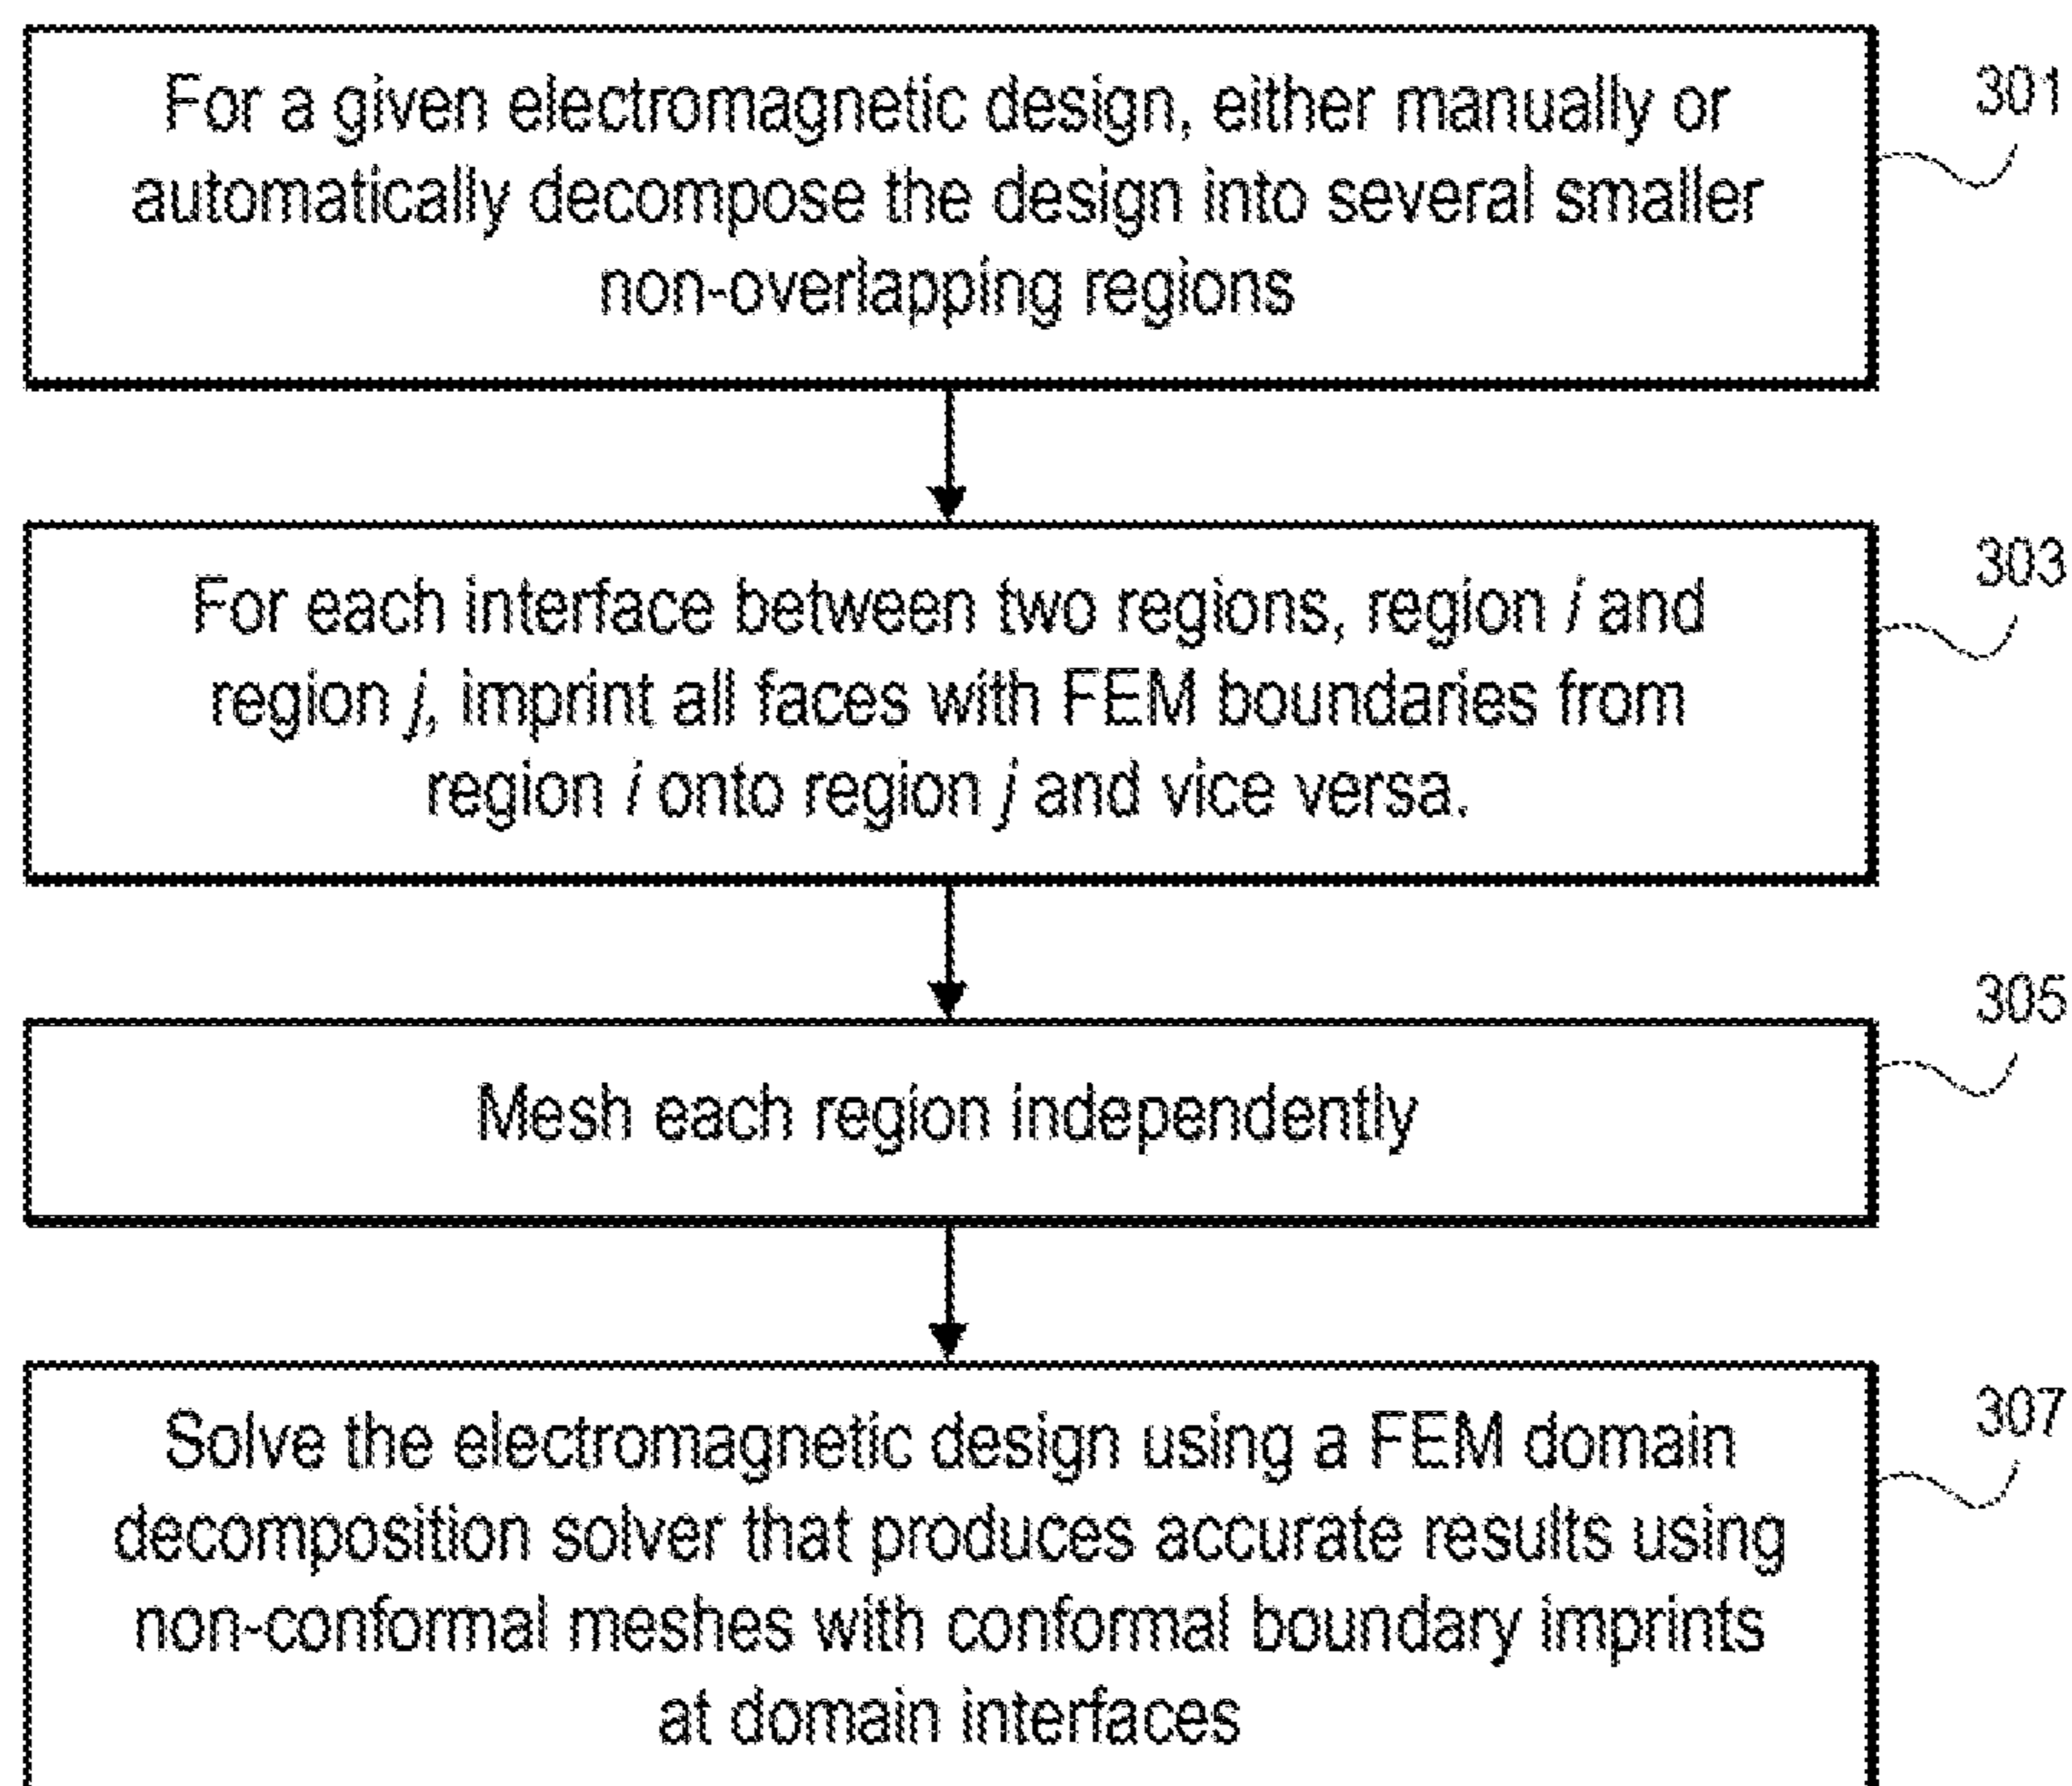 For a given electromagnetic design, either manually or
automatically decompose the design into several smaller
non-overlapping regions
301
For each interface between two regions, region i and
region j, imprint all faces with FEM boundaries from
region i onto region j and vice versa.
303
Mesh each region independently
305
Solve the electromagnetic design using a FEM domain
decomposition solver that produces accurate results using
non-conformal meshes with conformal boundary imprints
at domain interfaces
307